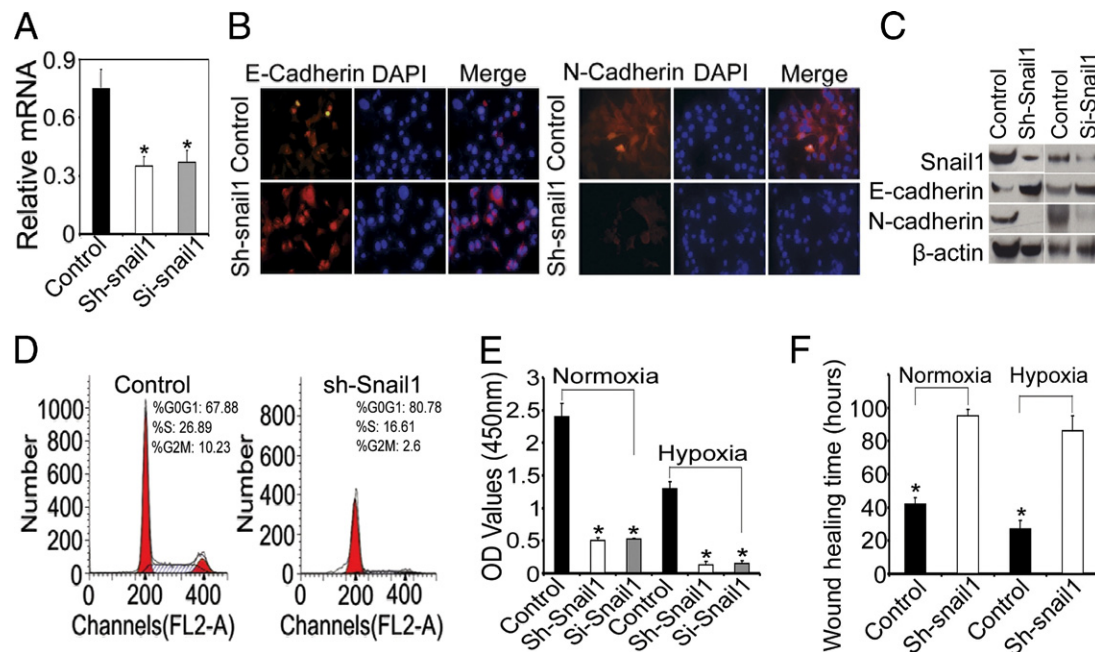 A
Relative mRNA
0.9
0.6
0.3
0
Control
Sh-snail1
Si-snail1
*
*
B
E-Cadherin DAPI Merge
N-Cadherin DAPI Merge
Control
Sh-snail1
Control
Sh-snail1
C
Control
Sh-Snail1
Control
Si-Snail1
Snail1
E-cadherin
N-cadherin
β-actin
D
Control
%G0G1: 67.88
%S: 26.89
%G2M: 10.23
Number
1000
800
600
400
200
0
0 200 400
Channels(FL2-A)
sh-Snail1
%G0G1: 80.78
%S: 16.61
%G2M: 2.6
Number
800
600
400
200
0
0 200 400
Channels(FL2-A)
E
OD Values (450nm)
3
2.5
2
1.5
1
0.5
0
Normoxia
Hypoxia
* * * *
Control
Sh-Snail1
Si-Snail1
Control
Sh-Snail1
Si-Snail1
F
Wound healing time (hours)
120
100
80
60
40
20
0
Normoxia
Hypoxia
* *
Control
Sh-snail1
Control
Sh-snail1